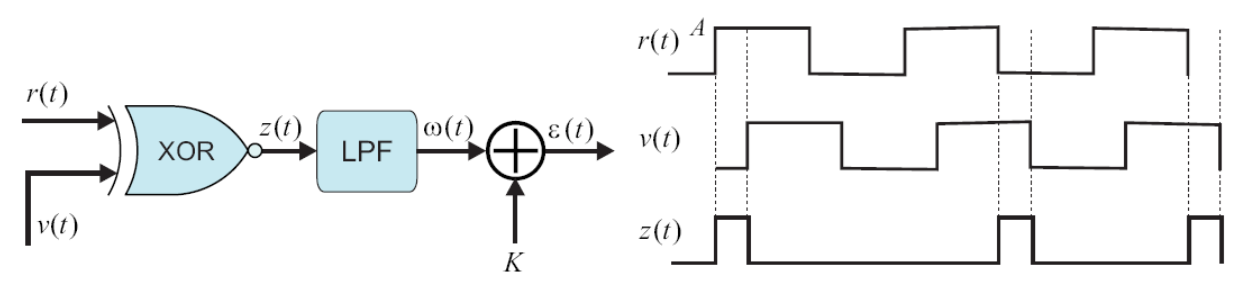 r(t)
v(t)
XOR
z(t)
LPF
ω(t)
ε(t)
K
r(t) A
v(t)
z(t)